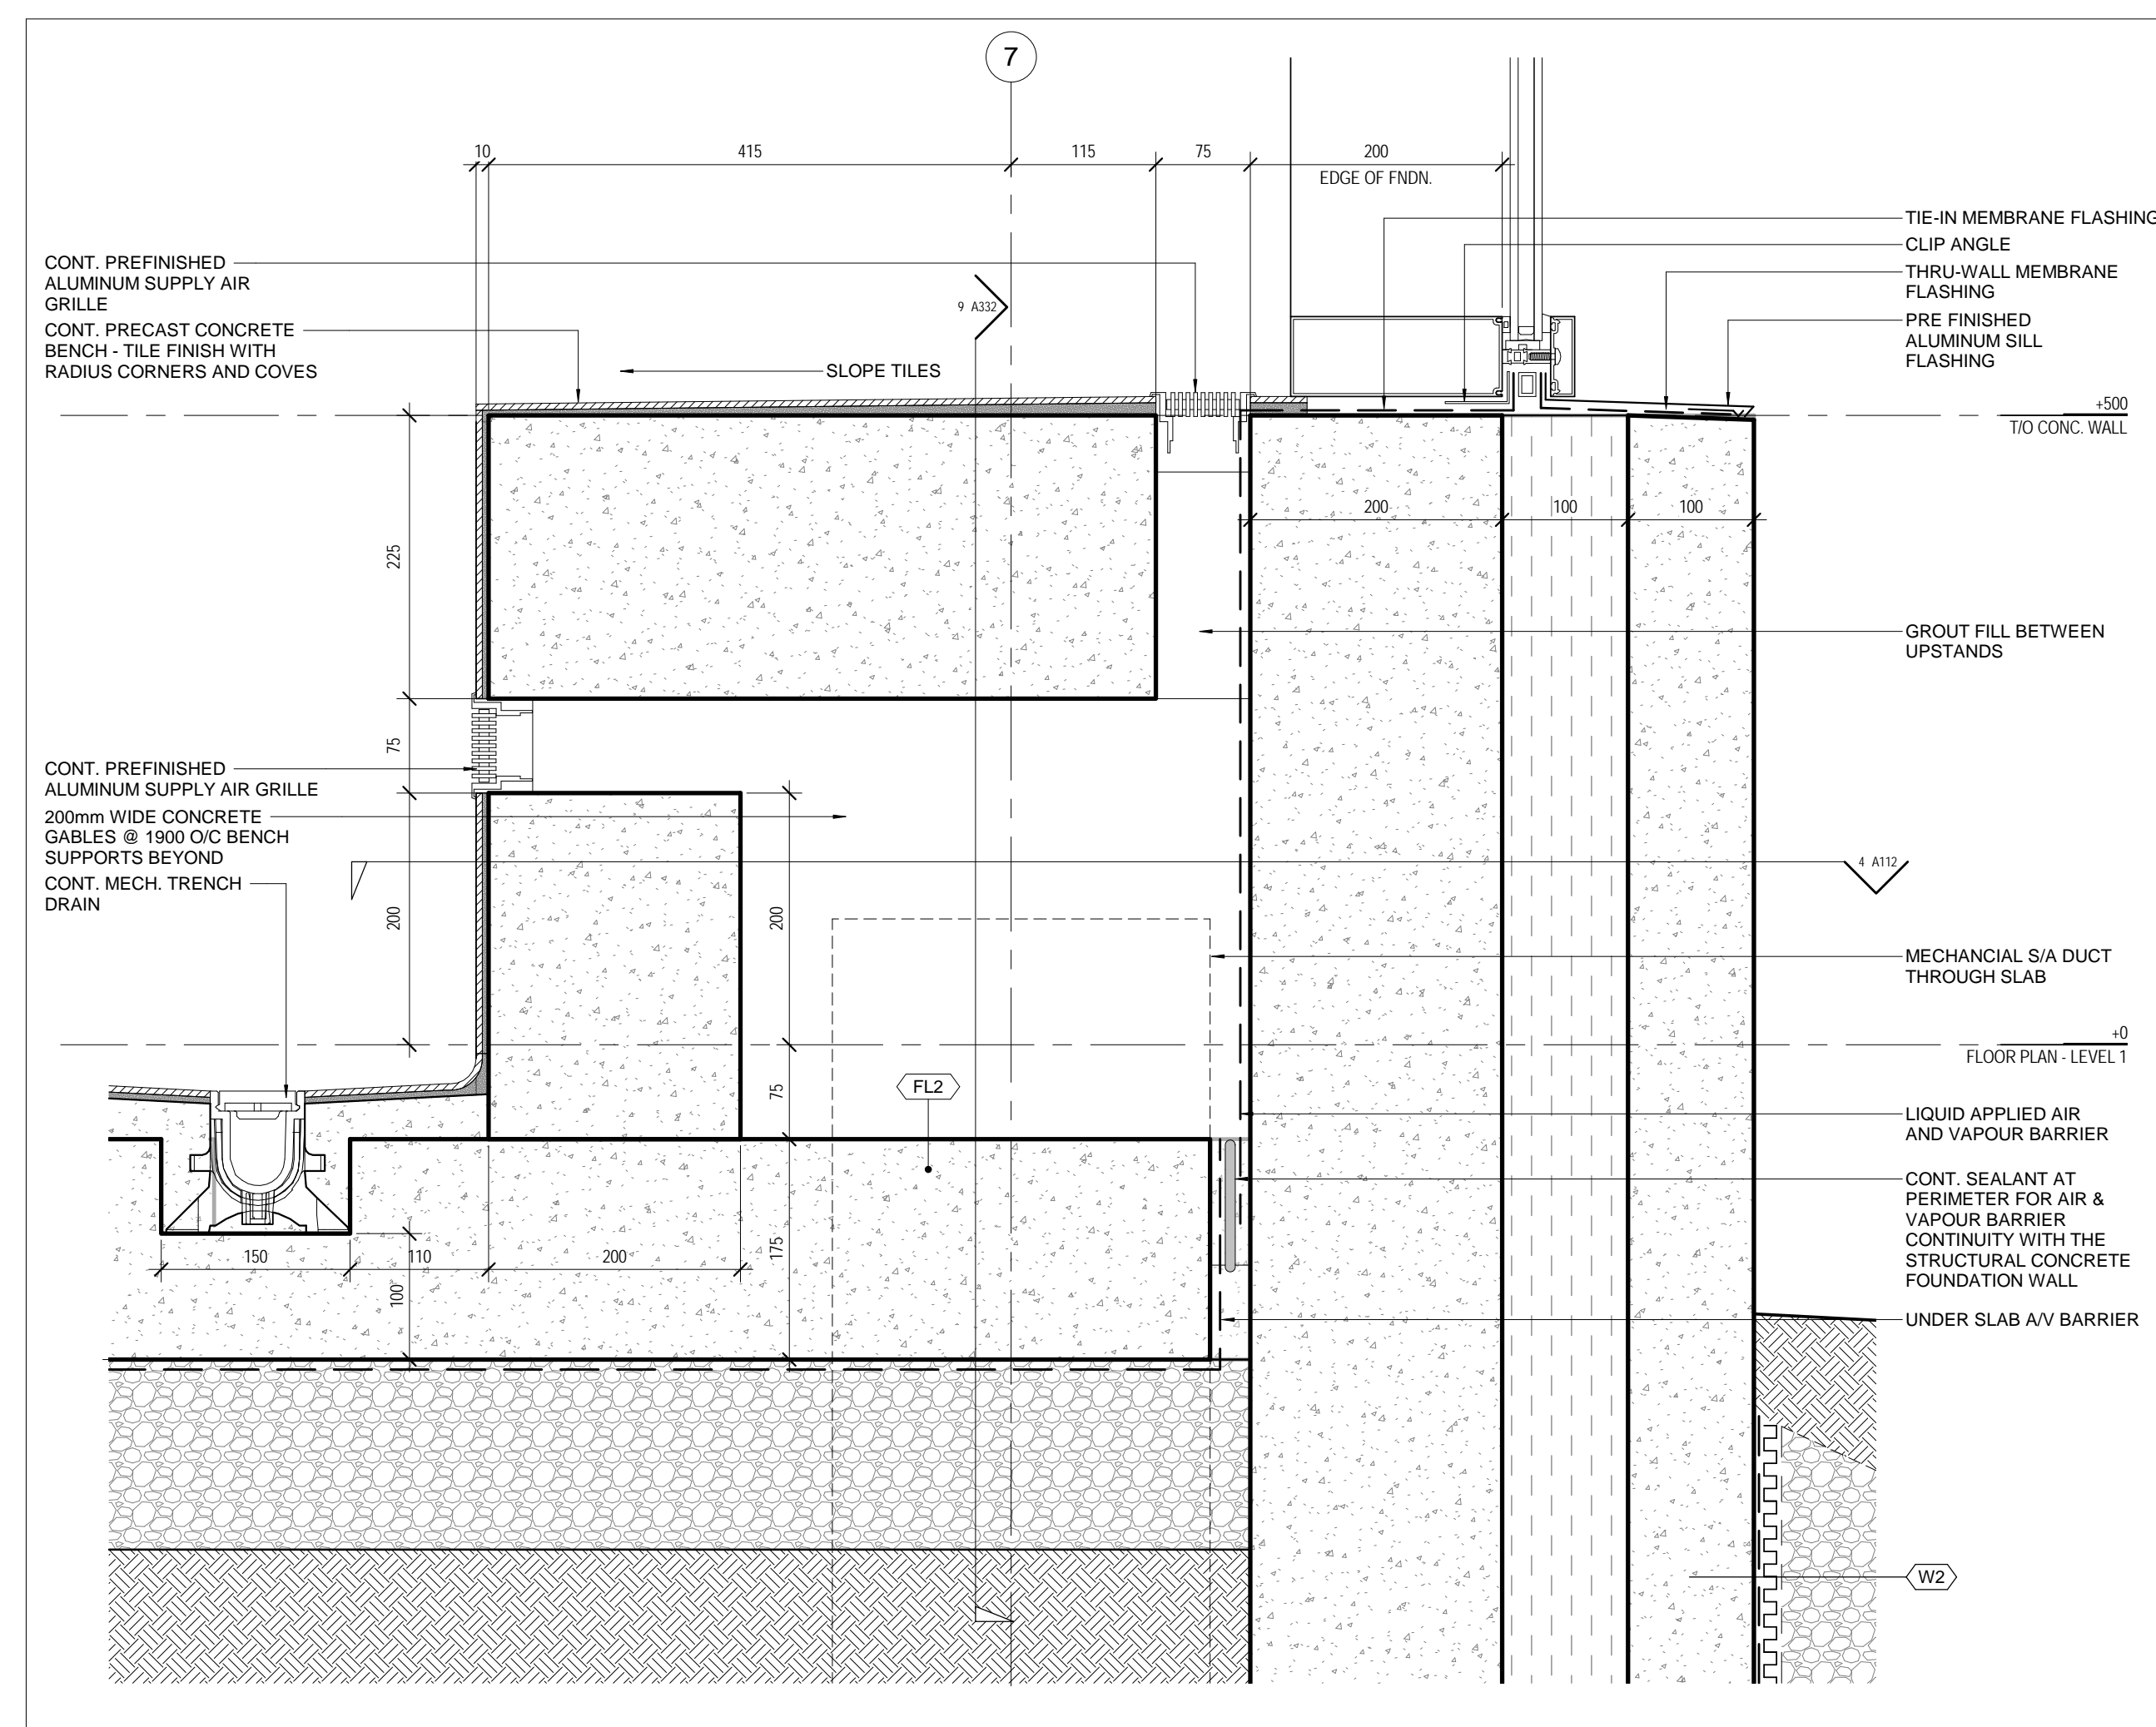 7
10
415
115
75
200
EDGE OF FNDN.
CONT. PREFINISHED
ALUMINUM SUPPLY AIR
GRILLE
CONT. PRECAST CONCRETE
BENCH - TILE FINISH WITH
RADIUS CORNERS AND COVES
9 A332
SLOPE TILES
TIE-IN MEMBRANE FLASHING
CLIP ANGLE
THRU-WALL MEMBRANE
FLASHING
PRE FINISHED
ALUMINUM SILL
FLASHING
+500
T/O CONC. WALL
200
100
100
225
GROUT FILL BETWEEN
UPSTANDS
75
CONT. PREFINISHED
ALUMINUM SUPPLY AIR GRILLE
200mm WIDE CONCRETE
GABLES @ 1900 O/C BENCH
SUPPORTS BEYOND
CONT. MECH. TRENCH
DRAIN
4 A112
200
200
MECHANCIAL S/A DUCT
THROUGH SLAB
+0
FLOOR PLAN - LEVEL 1
FL2
75
LIQUID APPLIED AIR
AND VAPOUR BARRIER
CONT. SEALANT AT
PERIMETER FOR AIR &
VAPOUR BARRIER
CONTINUITY WITH THE
STRUCTURAL CONCRETE
FOUNDATION WALL
150
110
200
175
100
UNDER SLAB A/V BARRIER
W2